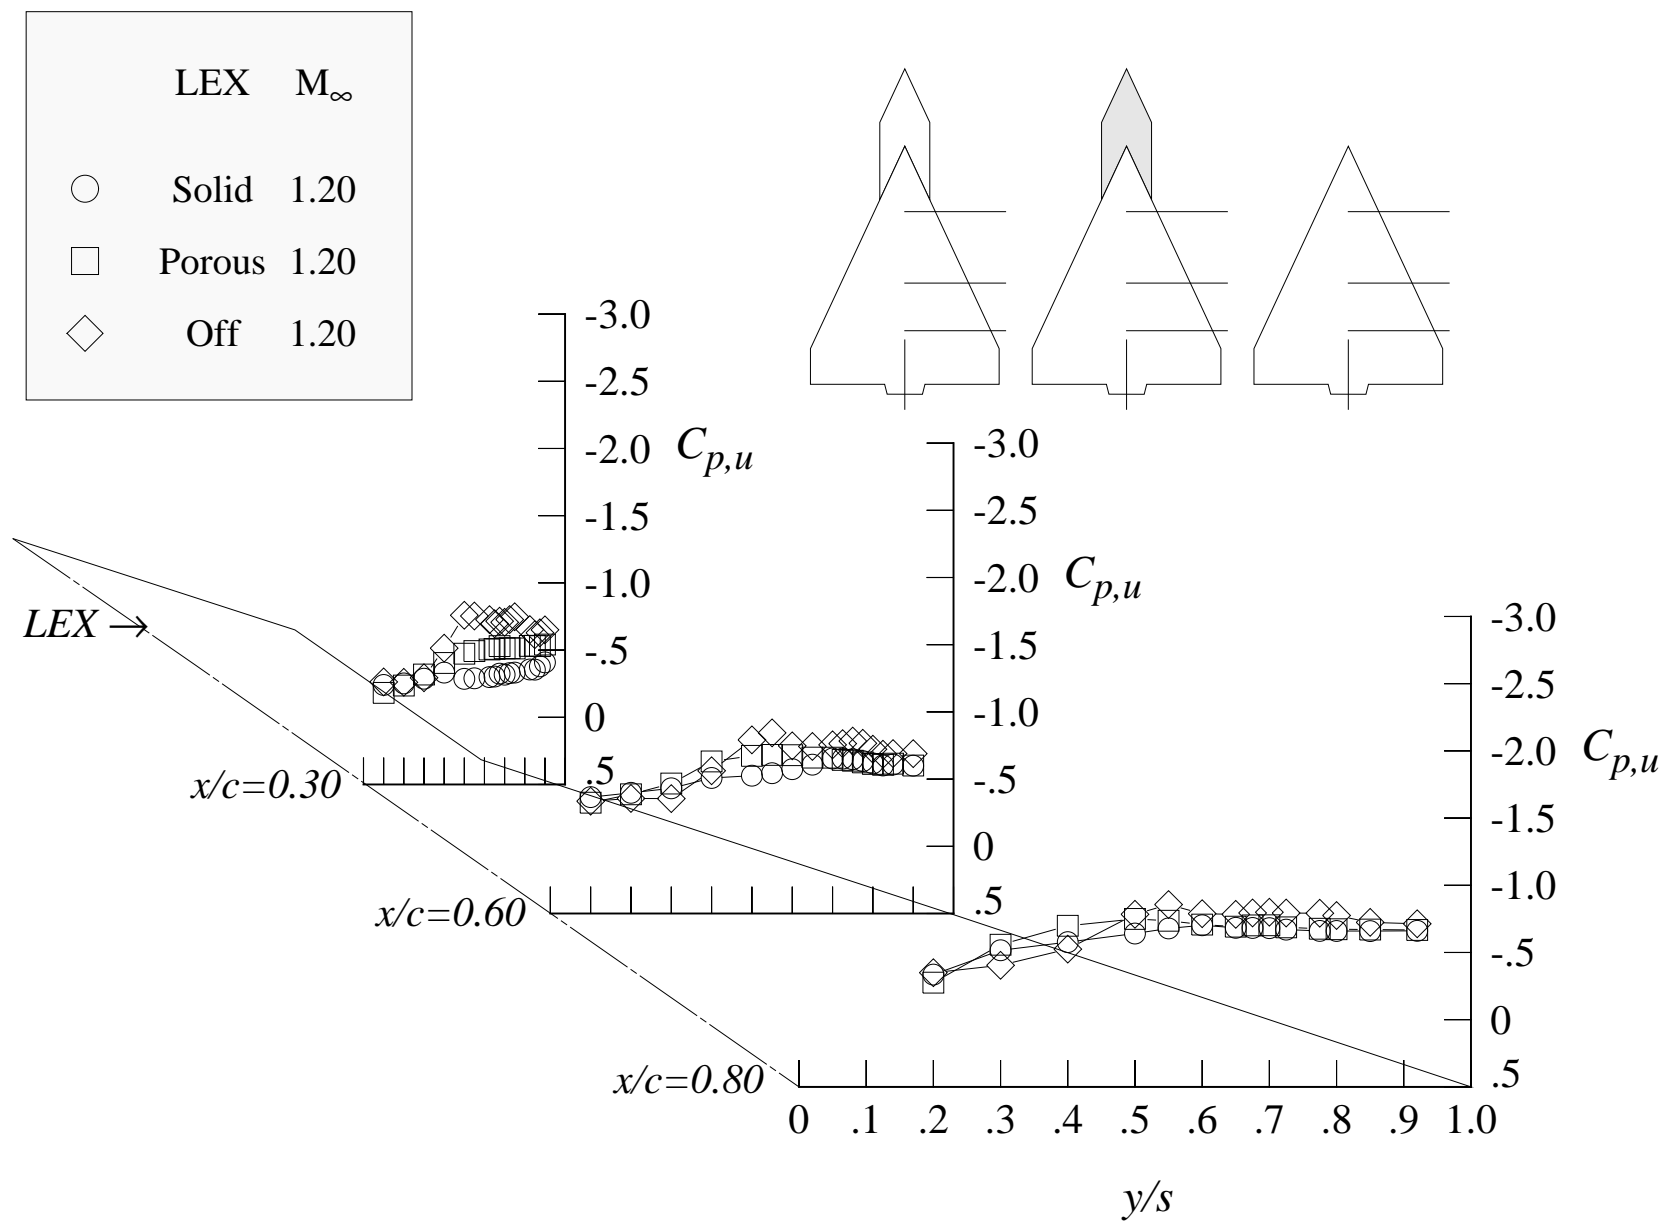 LEX M∞
Solid 1.20
Porous 1.20
Off 1.20
-3.0
-2.5
-2.0
-1.5
-1.0
-.5
0
.5
Cp,u
-3.0
-2.5
-2.0
-1.5
-1.0
-.5
0
.5
Cp,u
-3.0
-2.5
-2.0
-1.5
-1.0
-.5
0
.5
Cp,u
LEX →
x/c=0.30
x/c=0.60
x/c=0.80
0 .1 .2 .3 .4 .5 .6 .7 .8 .9 1.0
y/s